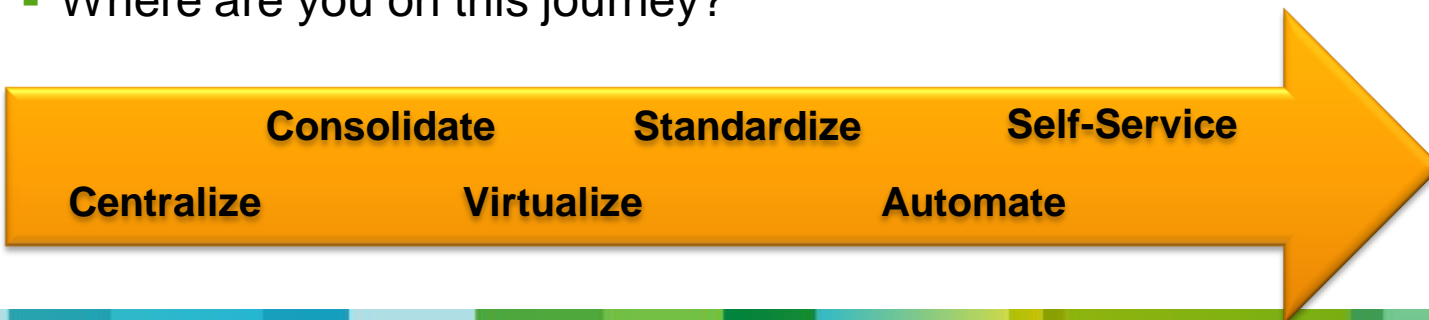 Where are you on this journey?
Consolidate Standardize Self-Service
Centralize Virtualize Automate